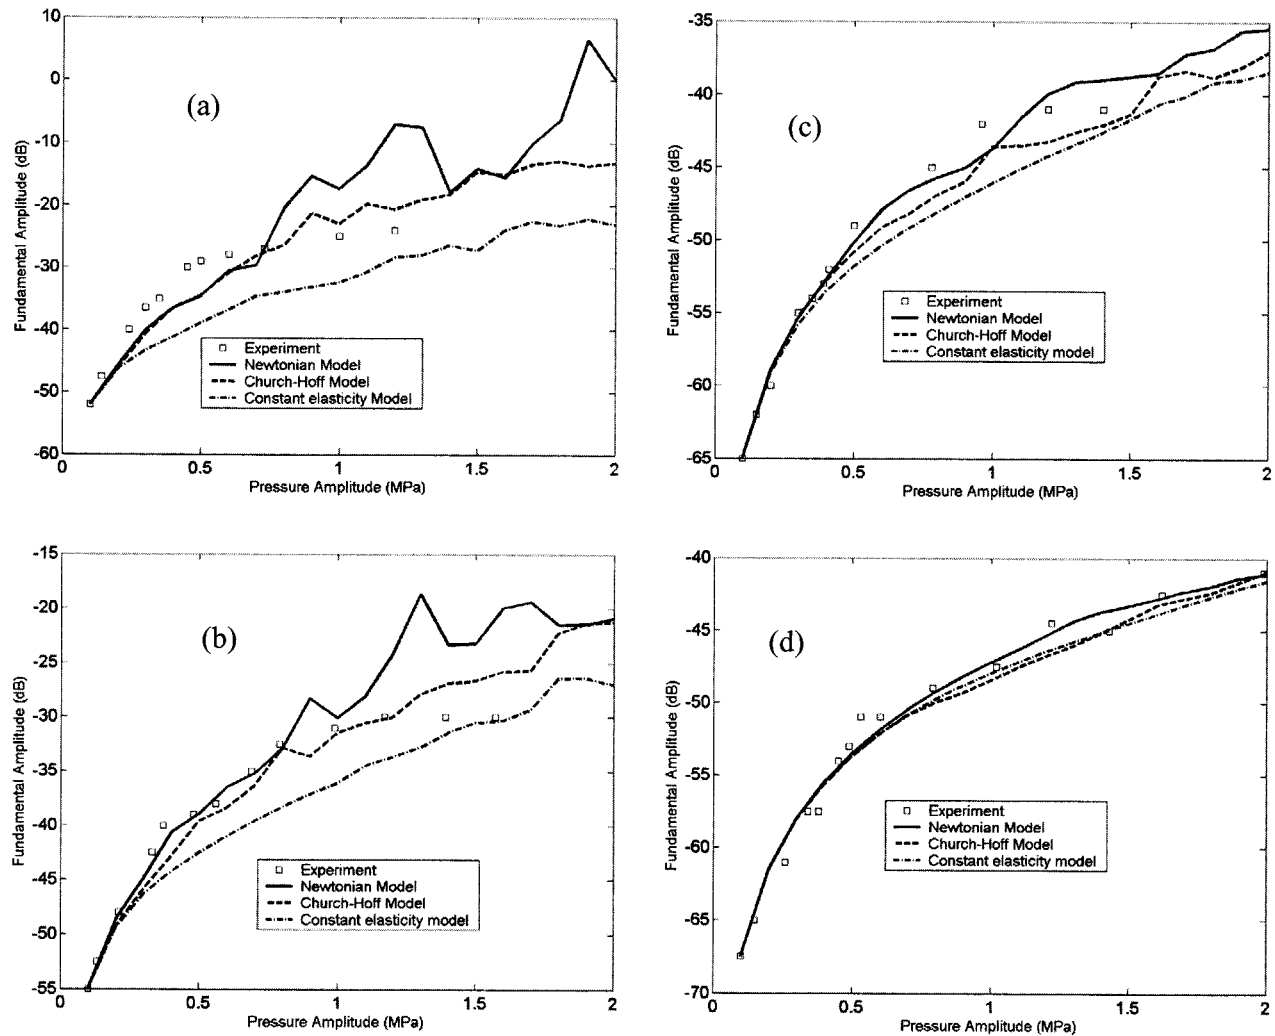 (a)
Fundamental Amplitude (dB)
10
0
-10
-20
-30
-40
-50
-60
0
0.5
1
1.5
2
Pressure Amplitude (MPa)
Experiment
Newtonian Model
Church-Hoff Model
Constant elasticity Model
(c)
Fundamental Amplitude (dB)
-35
-40
-45
-50
-55
-60
-65
0
0.5
1
1.5
2
Pressure Amplitude (MPa)
Experiment
Newtonian Model
Church-Hoff Model
Constant elasticity model
(b)
Fundamental Amplitude (dB)
-15
-20
-25
-30
-35
-40
-45
-50
-55
0
0.5
1
1.5
2
Pressure Amplitude (MPa)
Experiment
Newtonian Model
Church-Hoff Model
Constant elasticity model
(d)
Fundamental Amplitude (dB)
-40
-45
-50
-55
-60
-65
-70
0
0.5
1
1.5
2
Pressure Amplitude (MPa)
Experiment
Newtonian Model
Church-Hoff Model
Constant elasticity model